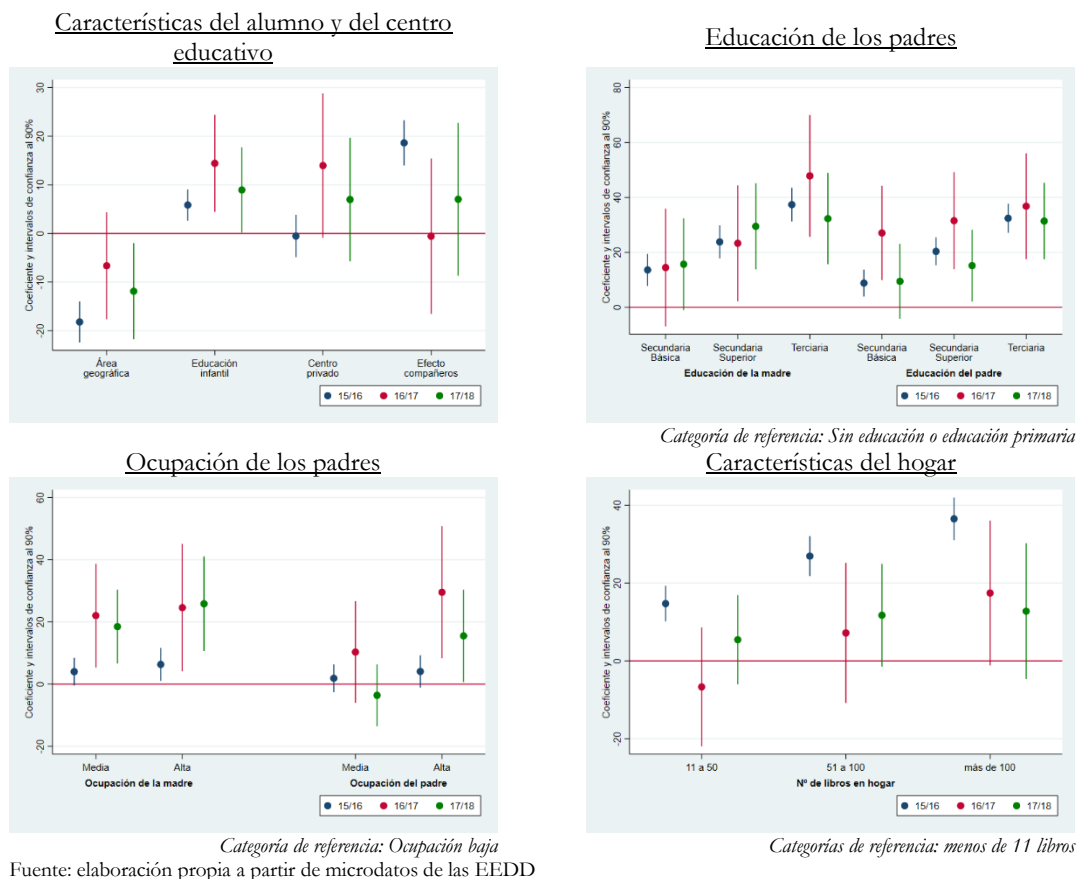 Características del alumno y del centro
educativo
Coeficiente y intervalos de confianza al 90%
30
20
10
0
-10
-20
Área
geográfica
Educación
infantil
Centro
privado
Efecto
compañeros
15/16 16/17 17/18
Educación de los padres
Coeficiente y intervalos de confianza al 90%
80
60
40
20
0
Secundaria
Básica
Secundaria
Superior
Terciaria
Secundaria
Básica
Secundaria
Superior
Terciaria
Educación de la madre
Educación del padre
15/16 16/17 17/18
Categoría de referencia: Sin educación o educación primaria
Ocupación de los padres
Coeficiente y intervalos de confianza al 90%
60
40
20
0
-20
Media
Alta
Media
Alta
Ocupación de la madre
Ocupación del padre
15/16 16/17 17/18
Categoría de referencia: Ocupación baja
Características del hogar
Coeficiente y intervalos de confianza al 90%
40
20
0
-20
11 a 50
51 a 100
más de 100
Nº de libros en hogar
15/16 16/17 17/18
Categorías de referencia: menos de 11 libros
Fuente: elaboración propia a partir de microdatos de las EEDD